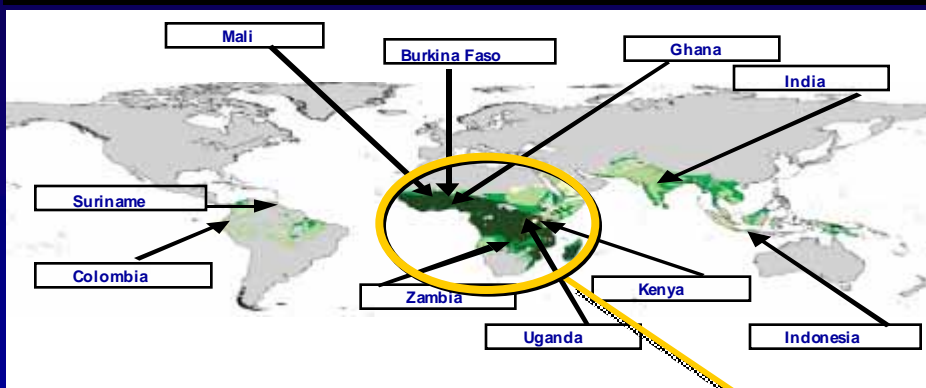 Mali
Burkina Faso
Ghana
India
Suriname
Colombia
Zambia
Kenya
Uganda
Indonesia